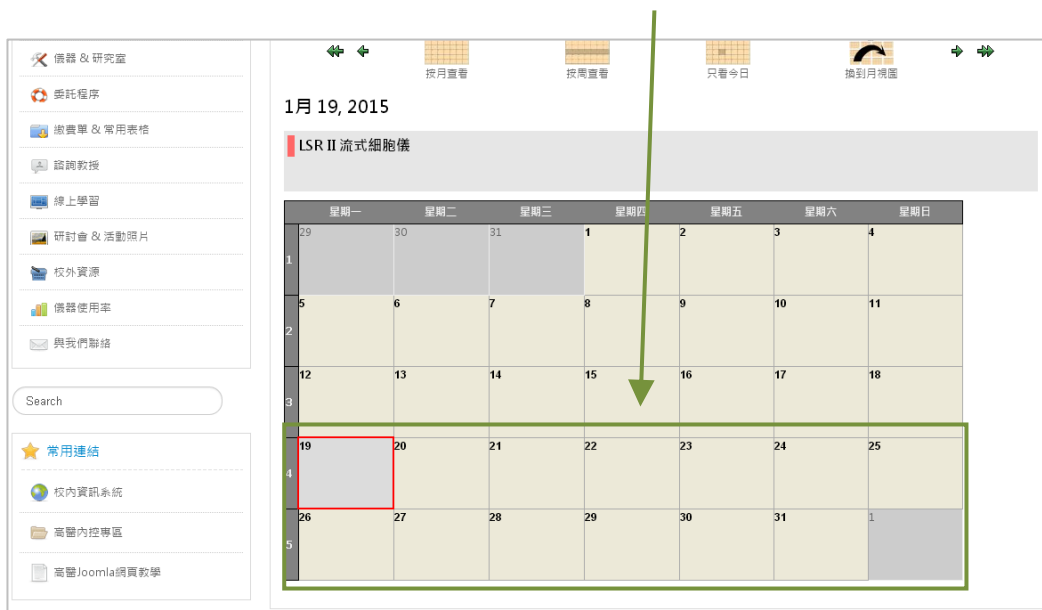 儀器 & 研究室
委託程序
繳費單 & 常用表格
諮詢教授
線上學習
研討會 & 活動照片
校外資源
儀器使用率
與我們聯絡
Search
常用連結
校內資訊系統
高醫內控專區
高醫Joomla網頁教學
按月查看 按周查看 只看今日 換到月視圖
1月 19, 2015
LSR II 流式細胞儀
星期一 星期二 星期三 星期四 星期五 星期六 星期日
1 29 30 31 1 2 3 4
2 5 6 7 8 9 10 11
3 12 13 14 15 16 17 18
4 19 20 21 22 23 24 25
5 26 27 28 29 30 31 1